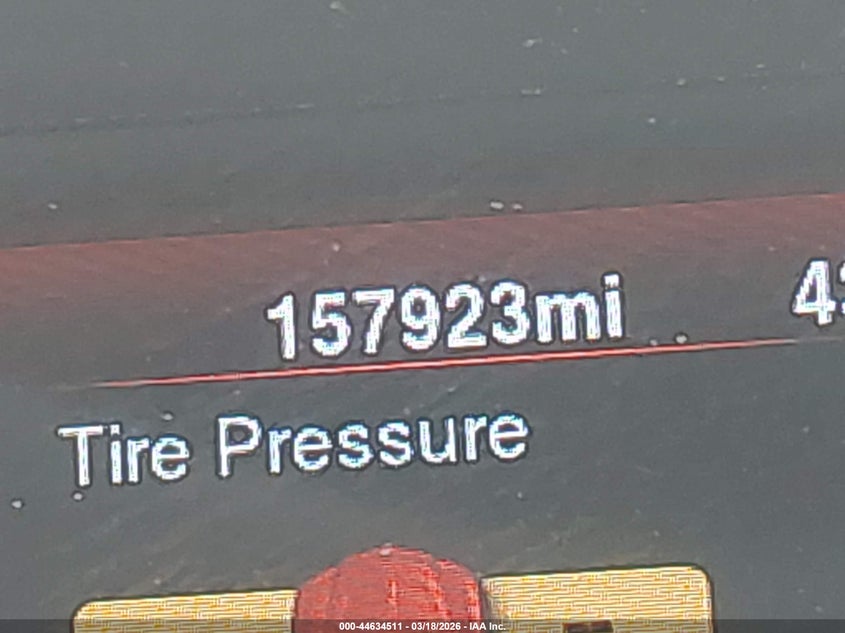 157923mi
Tire Pressure
000-44634511 - 03/18/2026 - IAA Inc.